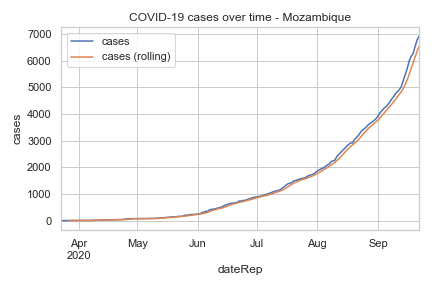 COVID-19 cases over time - Mozambique
cases
cases (rolling)
7000
6000
5000
4000
3000
2000
1000
0
cases
Apr
2020
May
Jun
Jul
Aug
Sep
dateRep